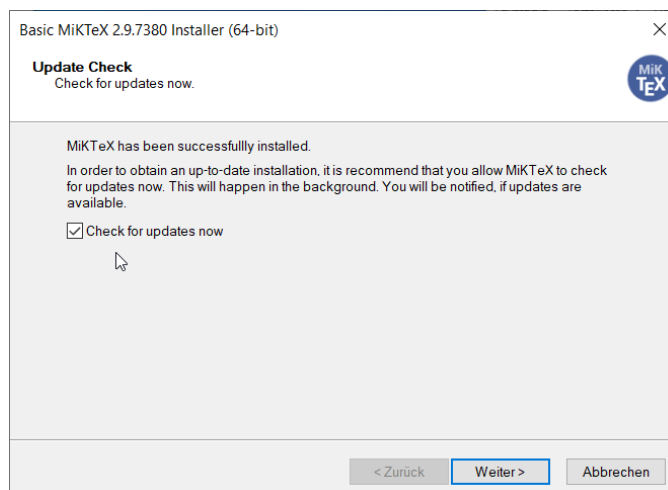 Basic MiKTeX 2.9.7380 Installer (64-bit)
Update Check
Check for updates now.
MiK
TEX
MiKTeX has been successfullly installed.
In order to obtain an up-to-date installation, it is recommend that you allow MiKTeX to check
for updates now. This will happen in the background. You will be notified, if updates are
available.
Check for updates now
< Zurück
Weiter >
Abbrechen